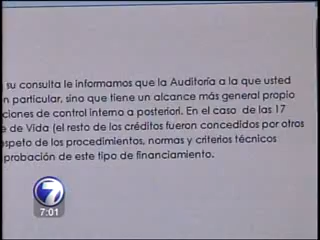 su consulta le informamos que la Auditoría a la que usted
n particular, sino que tiene un alcance más general propio
ciones de control interno a posteriori. En el caso de las 17
e de Vida (el resto de los créditos fueron concedidos por otros
speto de los procedimientos, normas y criterios técnicos
probación de este tipo de financiamiento.
7
7:01